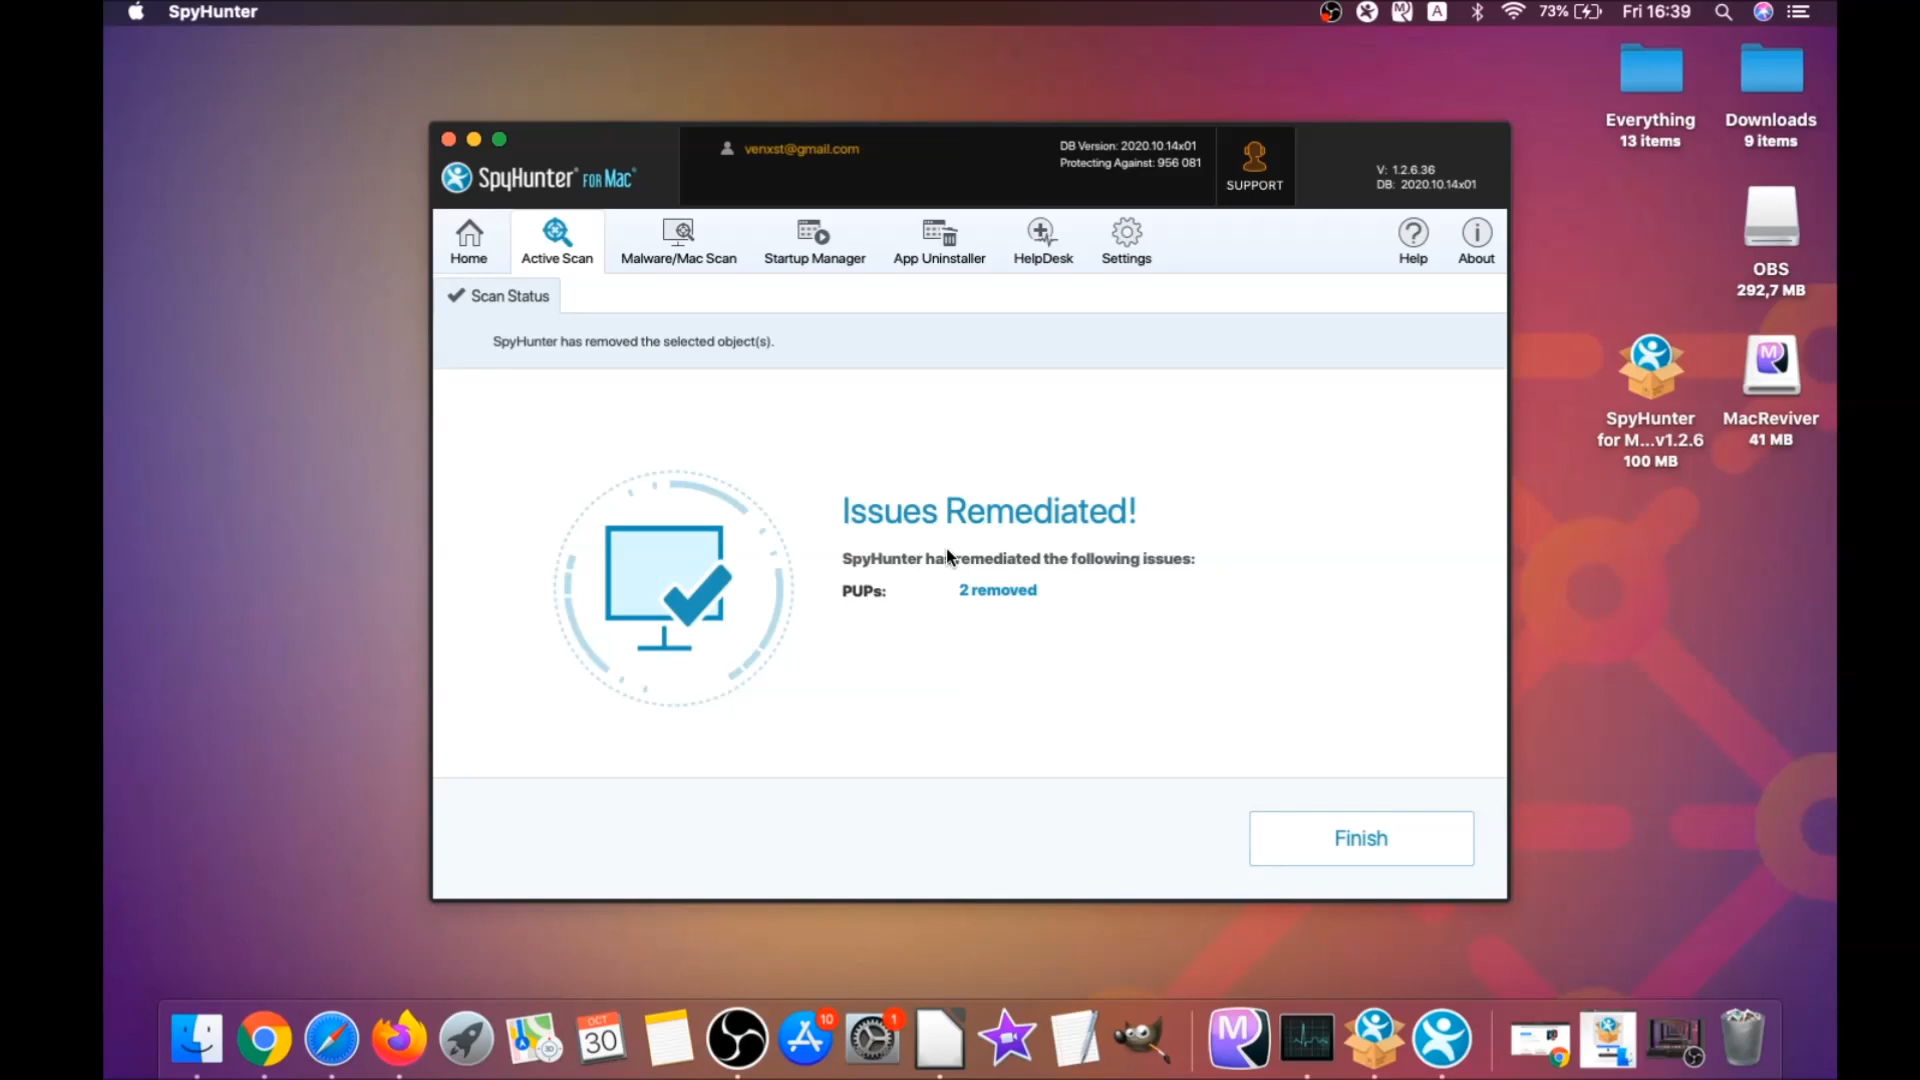 SpyHunter
A
73%
Fri 16:39
Everything
13 items
Downloads
9 items
OBS
292,7 MB
SpyHunter
for M...v1.2.6
100 MB
MacReviver
41 MB
SpyHunter® FOR MAC®
venxst@gmail.com
DB Version: 2020.10.14x01
Protecting Against: 956 081
SUPPORT
V: 1.2.6.36
DB: 2020.10.14x01
Home
Active Scan
Malware/Mac Scan
Startup Manager
App Uninstaller
HelpDesk
Settings
Help
About
Scan Status
SpyHunter has removed the selected object(s).
Issues Remediated!
SpyHunter has remediated the following issues:
PUPs: 2 removed
Finish
OCT
30
10
1
M